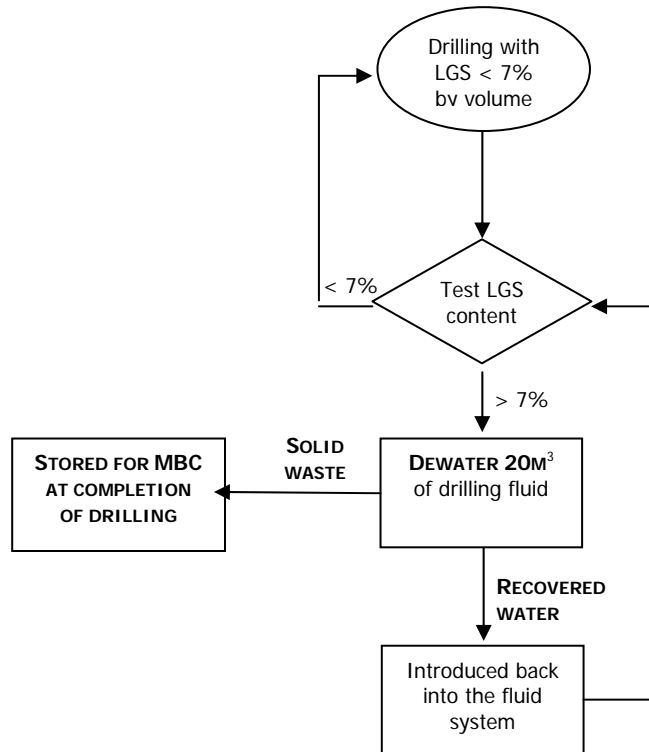 Drilling with
LGS < 7%
by volume
< 7%
Test LGS
content
> 7%
SOLID
WASTE
STORED FOR MBC
AT COMPLETION
OF DRILLING
DEWATER 20M³
of drilling fluid
RECOVERED
WATER
Introduced back
into the fluid
system